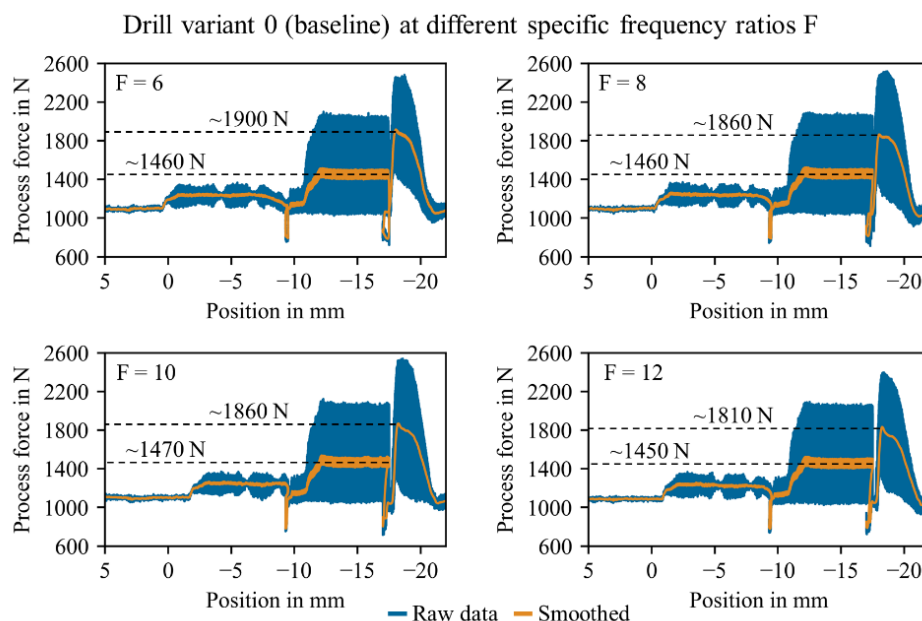 Drill variant 0 (baseline) at different specific frequency ratios F
Process force in N
2600
2200
1800
1400
1000
600
F = 6
~1900 N
~1460 N
5 0 −5 −10 −15 −20
Position in mm
Process force in N
2600
2200
1800
1400
1000
600
F = 8
~1860 N
~1460 N
5 0 −5 −10 −15 −20
Position in mm
Process force in N
2600
2200
1800
1400
1000
600
F = 10
~1860 N
~1470 N
5 0 −5 −10 −15 −20
Position in mm
Process force in N
2600
2200
1800
1400
1000
600
F = 12
~1810 N
~1450 N
5 0 −5 −10 −15 −20
Position in mm
Raw data Smoothed